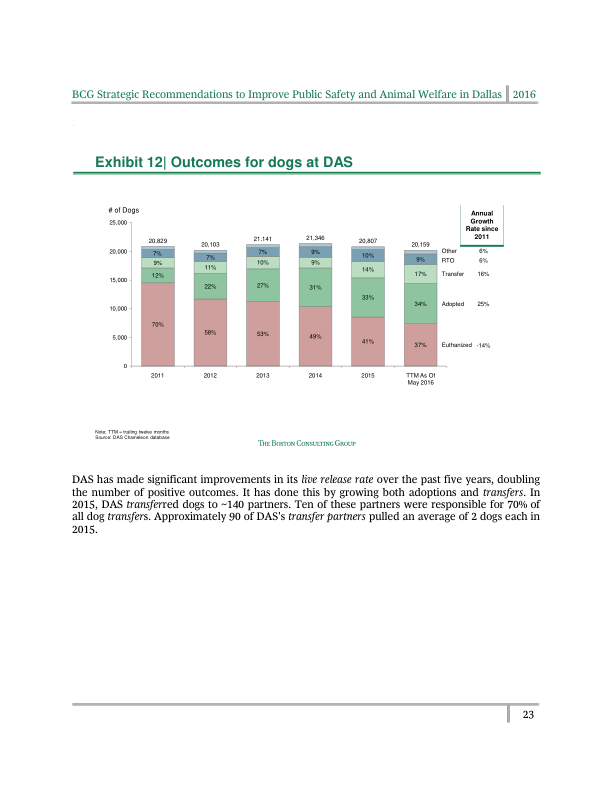 BCG Strategic Recommendations to Improve Public Safety and Animal Welfare in Dallas 2016
Exhibit 12| Outcomes for dogs at DAS
# of Dogs
Annual
Growth
Rate since
2011
25,000
20,000
15,000
10,000
5,000
0
20,829
7%
9%
12%
70%
20,103
7%
11%
22%
58%
21,141
7%
10%
27%
53%
21,346
9%
9%
31%
49%
20,807
10%
14%
33%
41%
20,159
9%
17%
34%
37%
Other 6%
RTO 6%
Transfer 16%
Adopted 25%
Euthanized -14%
2011
2012
2013
2014
2015
TTM As Of
May 2016
Note: TTM = trailing twelve months
Source: DAS Chameleon database
THE BOSTON CONSULTING GROUP
DAS has made significant improvements in its live release rate over the past five years, doubling
the number of positive outcomes. It has done this by growing both adoptions and transfers. In
2015, DAS transferred dogs to ~140 partners. Ten of these partners were responsible for 70% of
all dog transfers. Approximately 90 of DAS's transfer partners pulled an average of 2 dogs each in
2015.
23